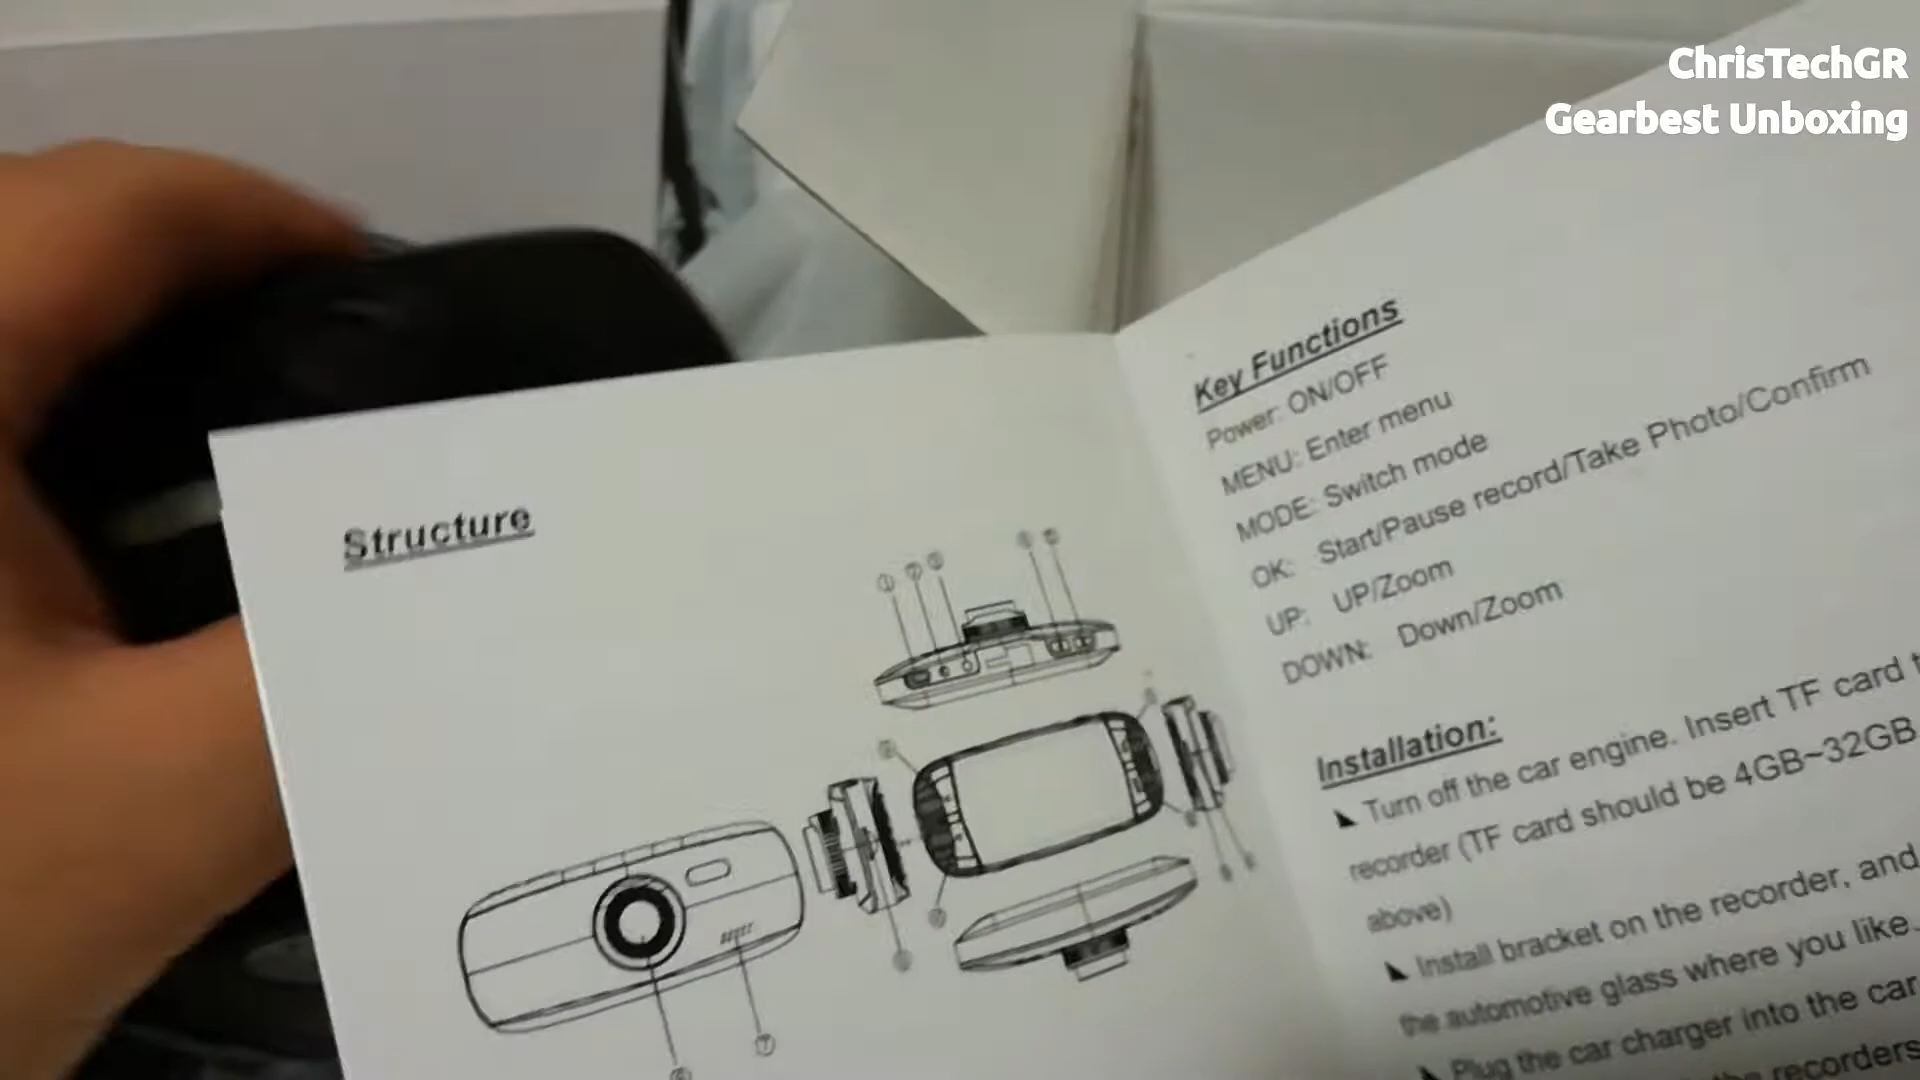 ChrisTechGR
Gearbest Unboxing
Structure
Key Functions
Power: ON/OFF
MENU: Enter menu
MODE: Switch mode
OK: Start/Pause record/Take Photo/Confirm
UP: UP/Zoom
DOWN: Down/Zoom
Installation:
Turn off the car engine. Insert TF card
recorder (TF card should be 4GB~32GB
above)
Install bracket on the recorder, and
the automotive glass where you like.
Plug the car charger into the car
the recorders